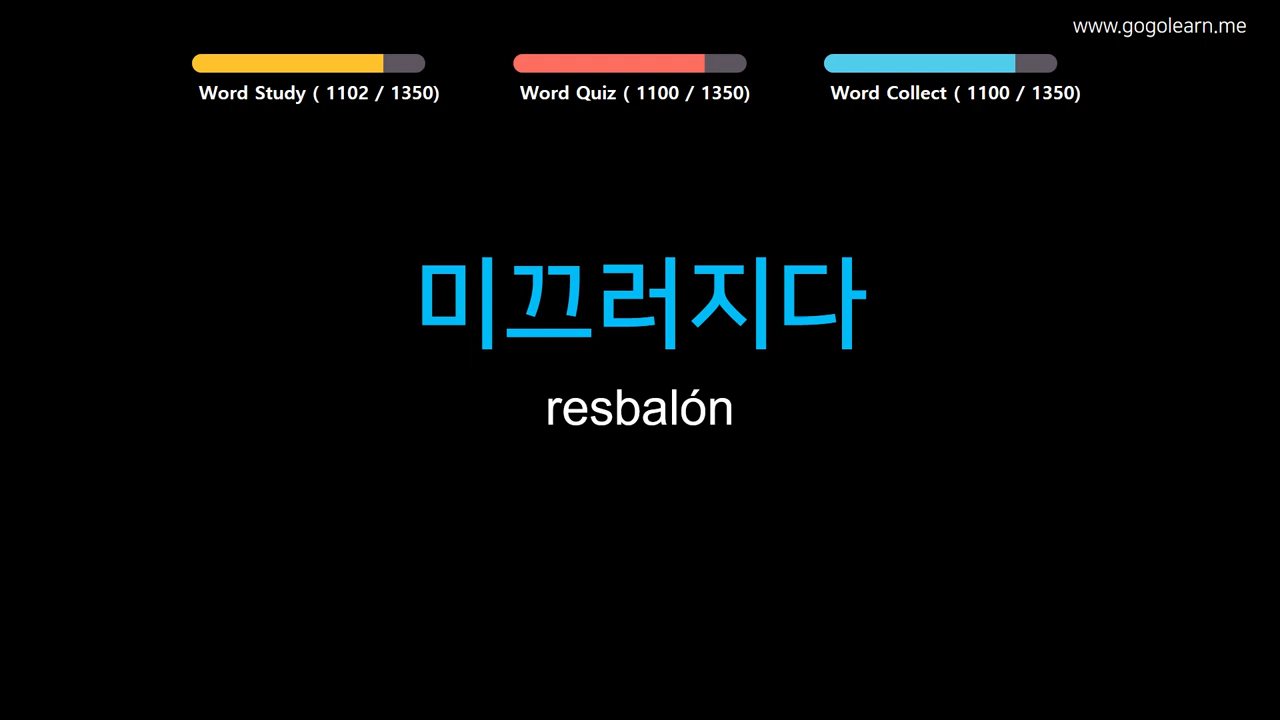 www.gogolearn.me
Word Study ( 1102 / 1350)
Word Quiz ( 1100 / 1350)
Word Collect ( 1100 / 1350)
미끄러지다
resbalón